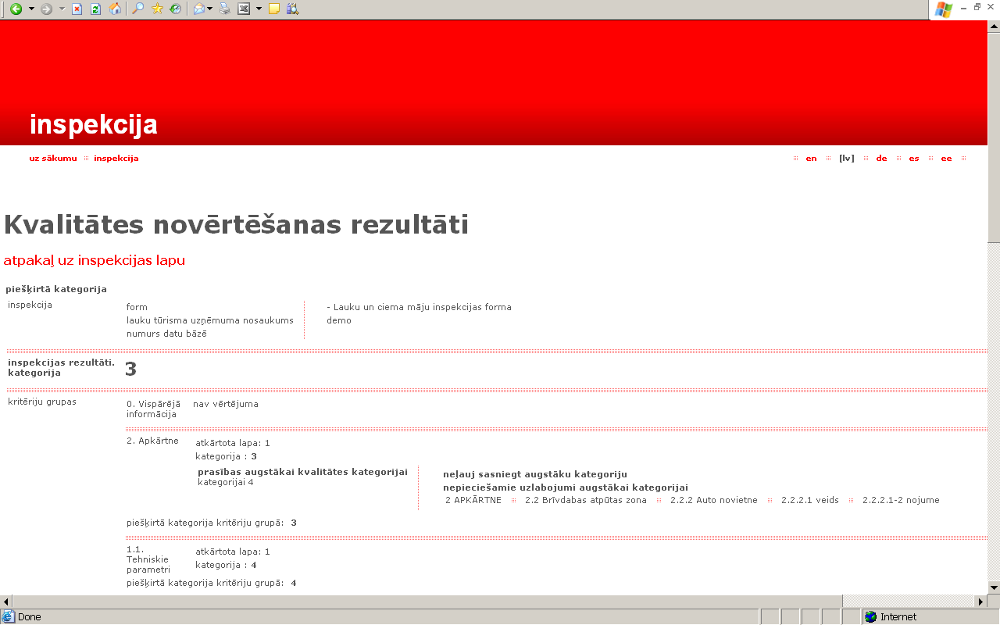 inspekcija
uz sākumu inspekcija en [lv] de es ee
Kvalitātes novērtēšanas rezultāti
atpakaļ uz inspekcijas lapu
piešķirtā kategorija
inspekcija
form - Lauku un ciema māju inspekcijas forma
lauku tūrisma uzņēmuma nosaukums demo
numurs datu bāzē
inspekcijas rezultāti.
kategorija
3
kritēriju grupas
0. Vispārējā
informācija
nav vērtējuma
2. Apkārtne
atkārtota lapa: 1
kategorija : 3
prasības augstākai kvalitātes kategorijai
kategorijai 4
neļauj sasniegt augstāku kategoriju
nepieciešamie uzlabojumi augstākai kategorijai
2 APKĀRTNE 2.2 Brīvdabas atpūtas zona 2.2.2 Auto novietne 2.2.2.1 veids 2.2.2.1-2 nojume
piešķirtā kategorija kritēriju grupā: 3
1.1.
Tehniskie
parametri
atkārtota lapa: 1
kategorija : 4
piešķirtā kategorija kritēriju grupā: 4
Done Internet